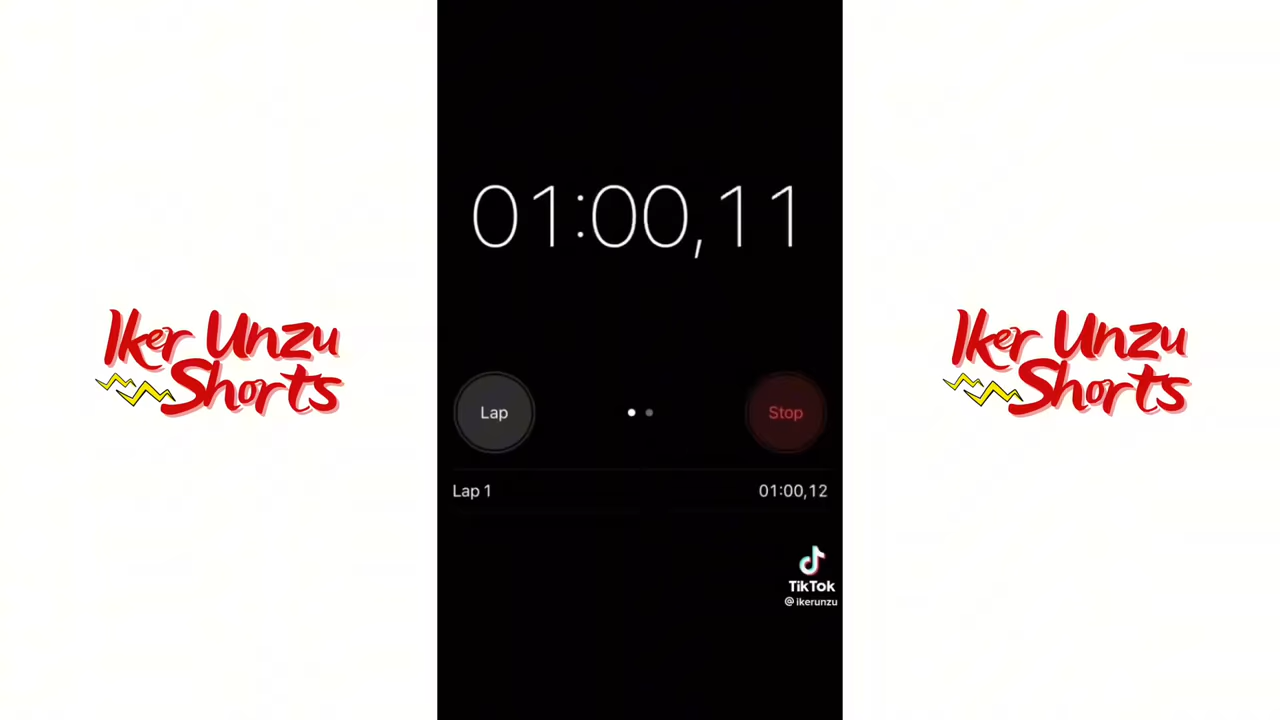 01:00,11
Iker Unzu
Shorts
Iker Unzu
Shorts
Lap
Stop
Lap 1
01:00,12
TikTok
@ikerunzu